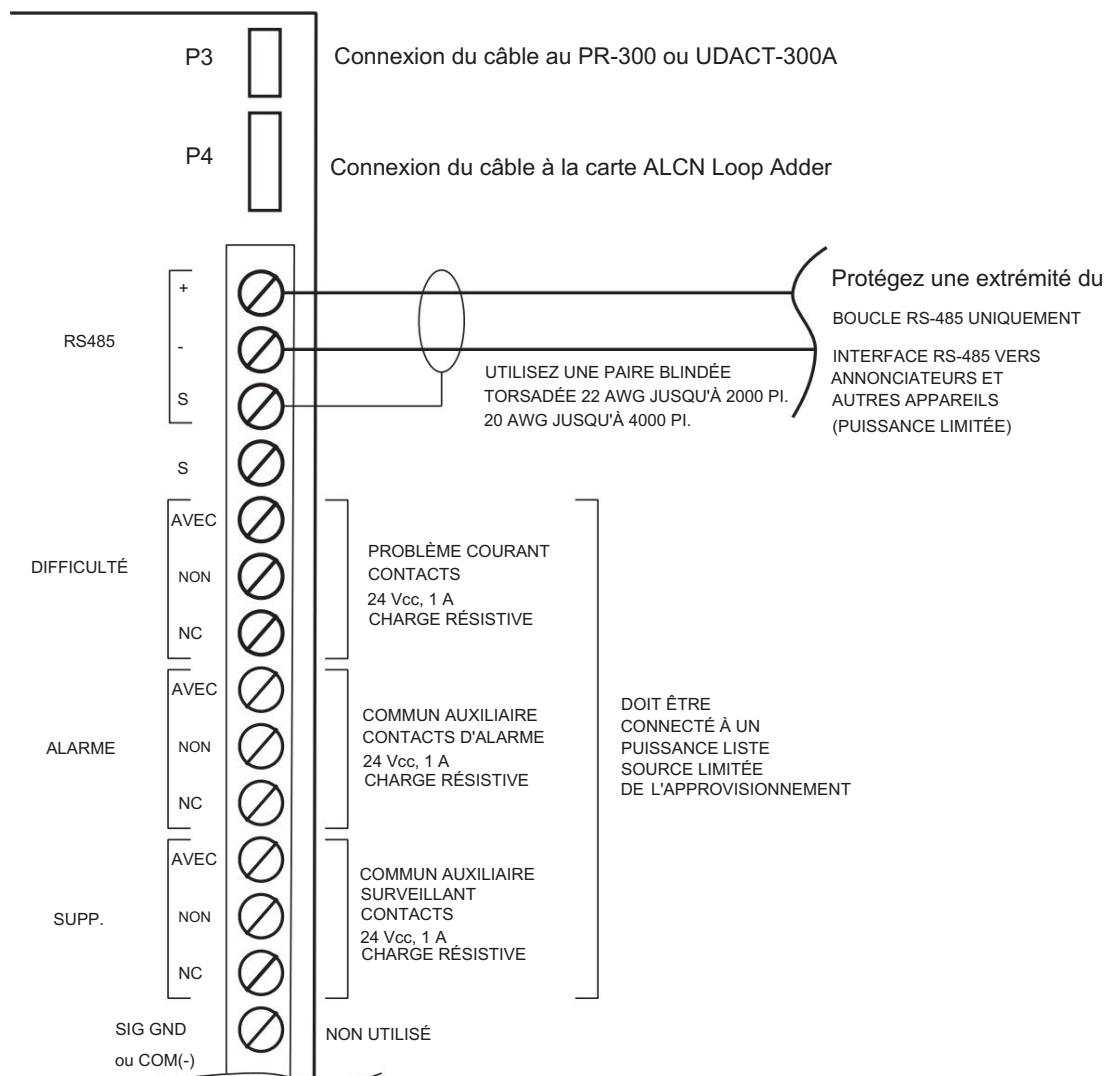 P3
Connexion du câble au PR-300 ou UDACT-300A
P4
Connexion du câble à la carte ALCN Loop Adder
RS485
+
-
S
S
UTILISEZ UNE PAIRE BLINDÉE
TORSADÉE 22 AWG JUSQU'À 2000 PI.
20 AWG JUSQU'À 4000 PI.
Protégez une extrémité du
BOUCLE RS-485 UNIQUEMENT
INTERFACE RS-485 VERS
ANNONCIATEURS ET
AUTRES APPAREILS
(PUISSANCE LIMITÉE)
DIFFICULTÉ
AVEC
NON
NC
PROBLÈME COURANT
CONTACTS
24 Vcc, 1 A
CHARGE RÉSISTIVE
ALARME
AVEC
NON
NC
COMMUN AUXILIAIRE
CONTACTS D'ALARME
24 Vcc, 1 A
CHARGE RÉSISTIVE
SUPP.
AVEC
NON
NC
COMMUN AUXILIAIRE
SURVEILLANT
CONTACTS
24 Vcc, 1 A
CHARGE RÉSISTIVE
DOIT ÊTRE
CONNECTÉ À UN
PUISSANCE LISTE
SOURCE LIMITÉE
DE L'APPROVISIONNEMENT
SIG GND
ou COM(-)
NON UTILISÉ